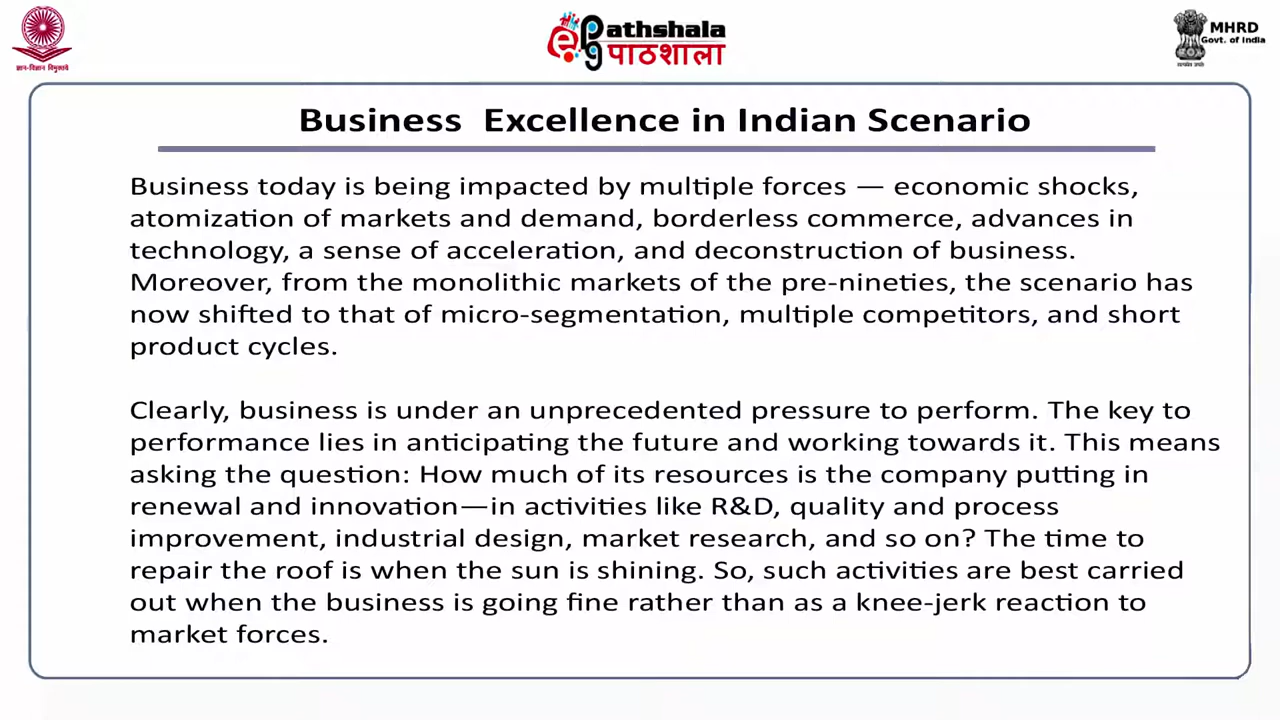 ePG Pathshala
पाठशाला
MHRD
Govt. of India
ज्ञान-विज्ञान विमुक्तये
सत्यमेव जयते
Business  Excellence in Indian Scenario
Business today is being impacted by multiple forces — economic shocks,
atomization of markets and demand, borderless commerce, advances in
technology, a sense of acceleration, and deconstruction of business.
Moreover, from the monolithic markets of the pre-nineties, the scenario has
now shifted to that of micro-segmentation, multiple competitors, and short
product cycles.
Clearly, business is under an unprecedented pressure to perform. The key to
performance lies in anticipating the future and working towards it. This means
asking the question: How much of its resources is the company putting in
renewal and innovation—in activities like R&D, quality and process
improvement, industrial design, market research, and so on? The time to
repair the roof is when the sun is shining. So, such activities are best carried
out when the business is going fine rather than as a knee-jerk reaction to
market forces.